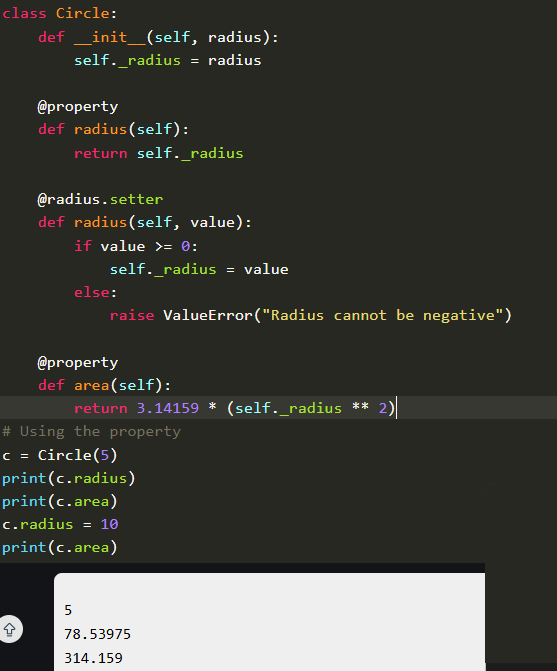 class Circle:
    def __init__(self, radius):
        self._radius = radius
    @property
    def radius(self):
        return self._radius
    @radius.setter
    def radius(self, value):
        if value >= 0:
            self._radius = value
        else:
            raise ValueError("Radius cannot be negative")
    @property
    def area(self):
        return 3.14159 * (self._radius ** 2)
# Using the property
c = Circle(5)
print(c.radius)
print(c.area)
c.radius = 10
print(c.area)
5
78.53975
314.159